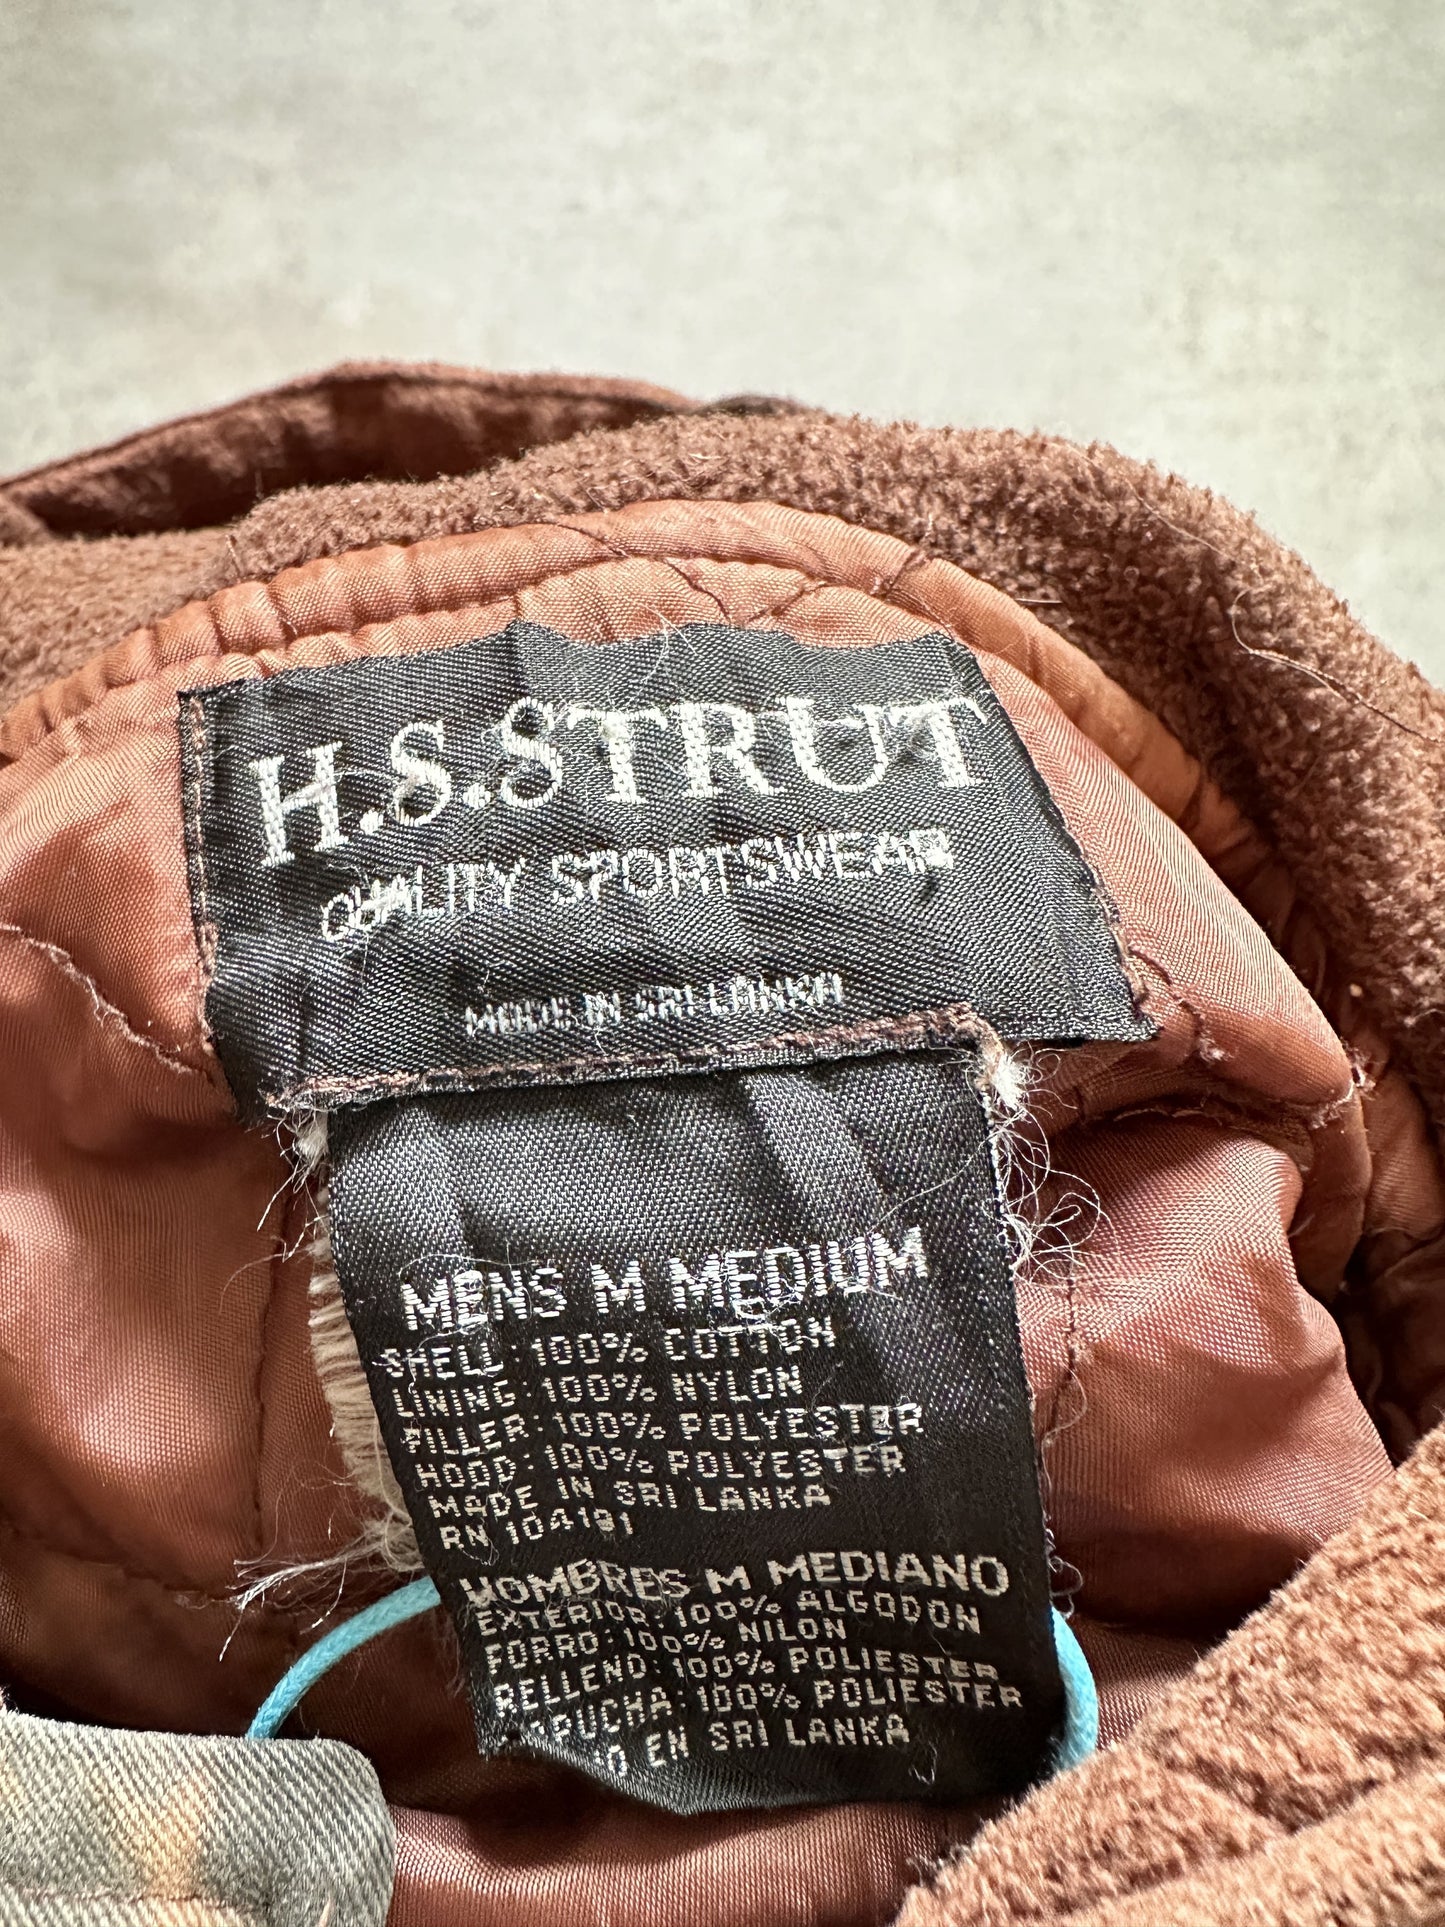 H.S.STRUT
QUALITY SPORTSWEAR
MADE IN SRI LANKA
MENS M MEDIUM
SHELL: 100% COTTON
LINING: 100% NYLON
FILLER: 100% POLYESTER
HOOD: 100% POLYESTER
MADE IN SRI LANKA
RN 104191
HOMBRES M MEDIANO
EXTERIOR: 100% ALGODON
FORRO: 100% NILON
RELLENO: 100% POLIESTER
100% POLIESTER
EN SRI LANKA